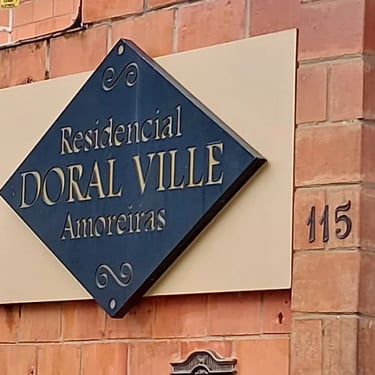 Residencial
DORAL VILLE
Amoreiras
115